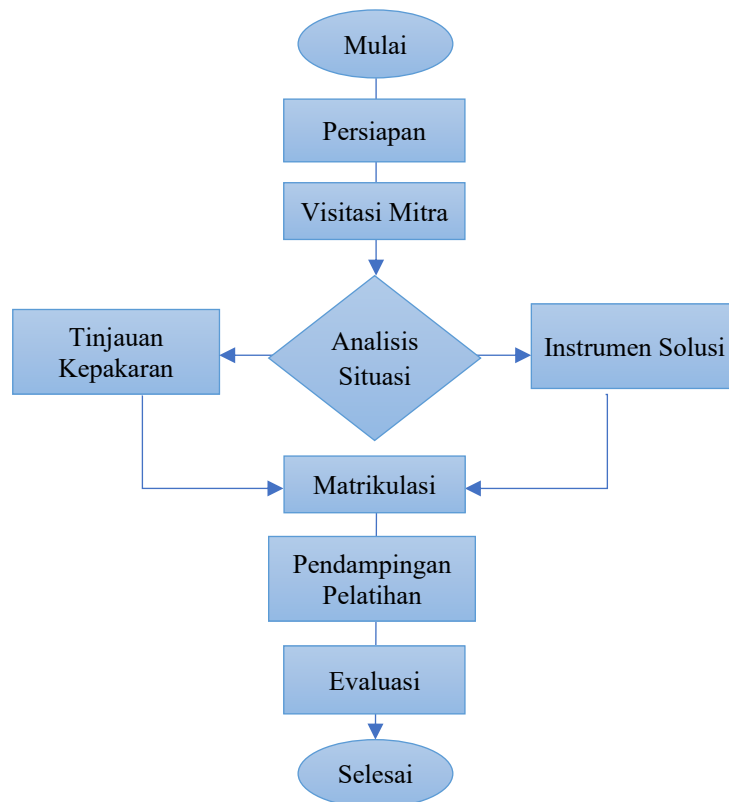 Mulai
Persiapan
Visitasi Mitra
Tinjauan
Kepakaran
Analisis
Situasi
Instrumen Solusi
Matrikulasi
Pendampingan
Pelatihan
Evaluasi
Selesai